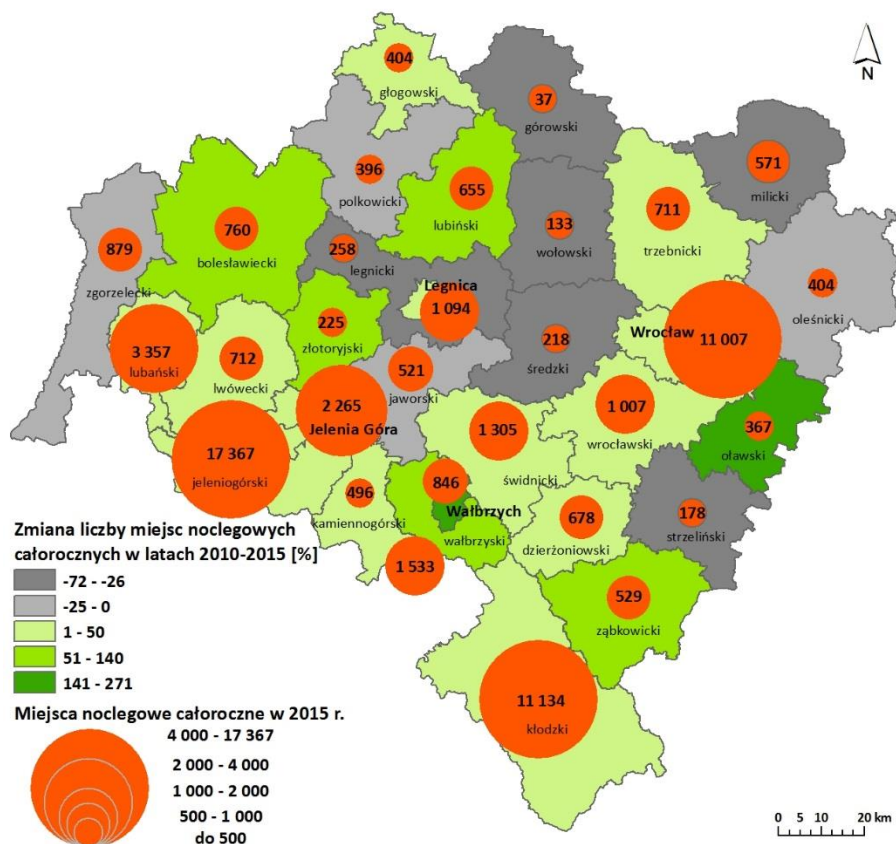 N
404
głogowski
37
górowski
571
milicki
396
polkowicki
655
lubiński
133
wołowski
711
trzebnicki
404
oleśnicki
879
zgorzelecki
760
bolesławiecki
258
legnicki
Legnica
1 094
218
średzki
Wrocław
11 007
3 357
lubański
712
lwówecki
225
złotoryjski
521
jaworski
2 265
Jelenia Góra
17 367
jeleniogórski
1 305
świdnicki
1 007
wrocławski
367
oławski
496
kamiennogórski
846
Wałbrzych
wałbrzyski
1 533
678
dzierżoniowski
178
strzeliński
529
ząbkowicki
11 134
kłodzki
Zmiana liczby miejsc noclegowych
całorocznych w latach 2010-2015 [%]
-72 - -26
-25 - 0
1 - 50
51 - 140
141 - 271
Miejsca noclegowe całoroczne w 2015 r.
4 000 - 17 367
2 000 - 4 000
1 000 - 2 000
500 - 1 000
do 500
0 5 10 20 km